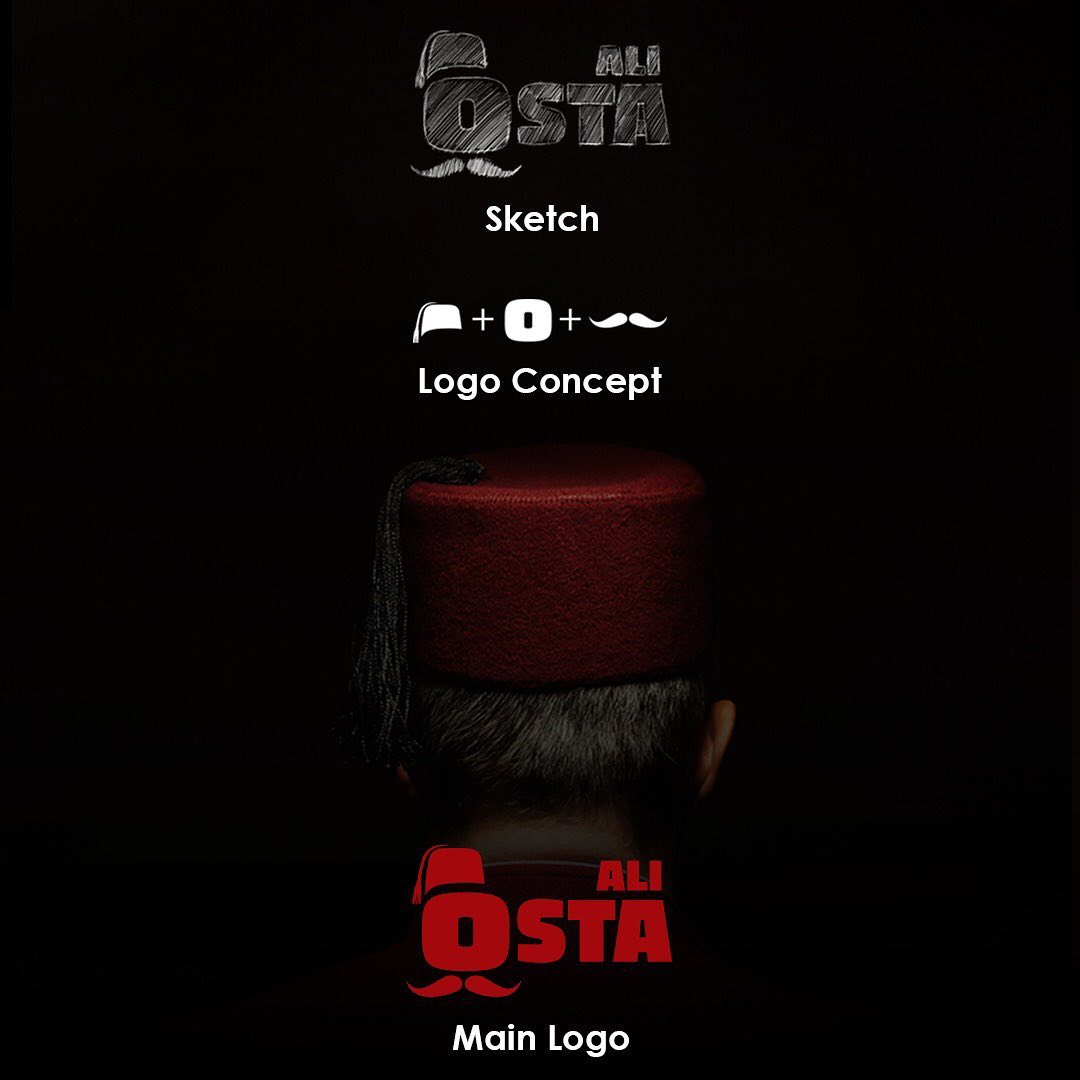 ALI
OSTA
Sketch
+ O +
Logo Concept
ALI
OSTA
Main Logo